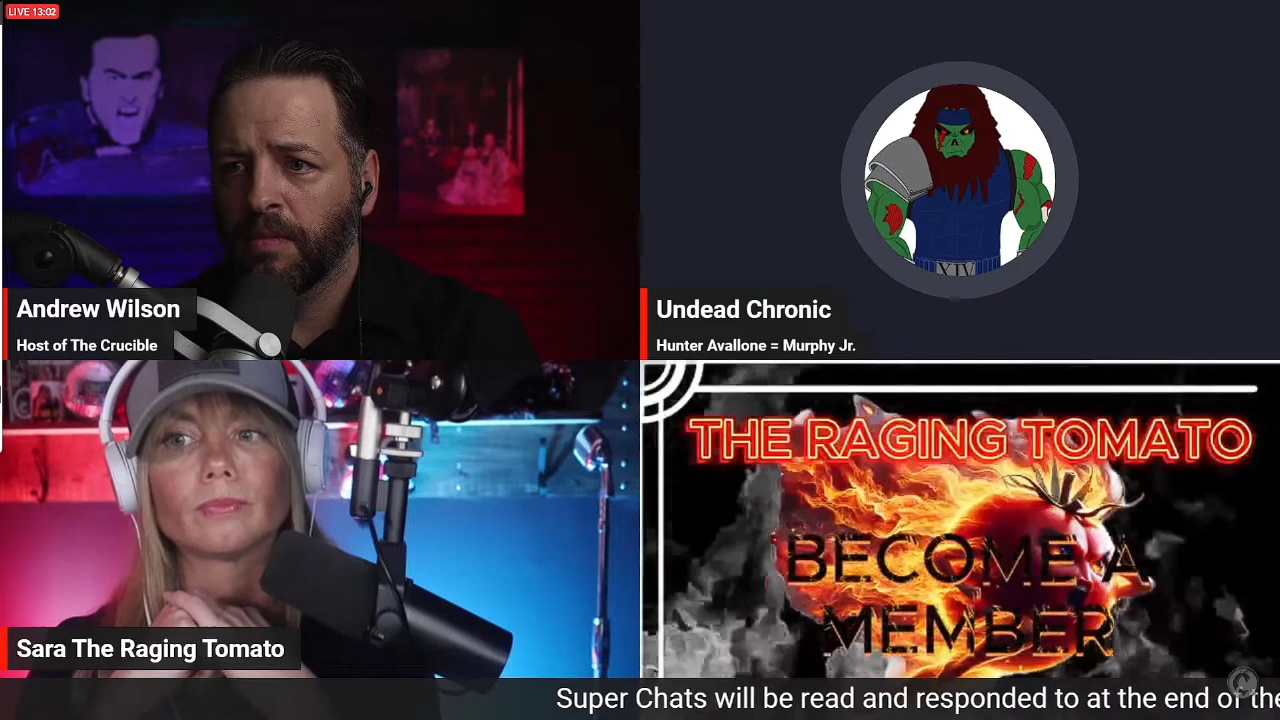 LIVE 13:02
Andrew Wilson
Host of The Crucible
XIV
Undead Chronic
Hunter Avallone = Murphy Jr.
Sara The Raging Tomato
THE RAGING TOMATO
BECOME A
MEMBER
Super Chats will be read and responded to at the end of the